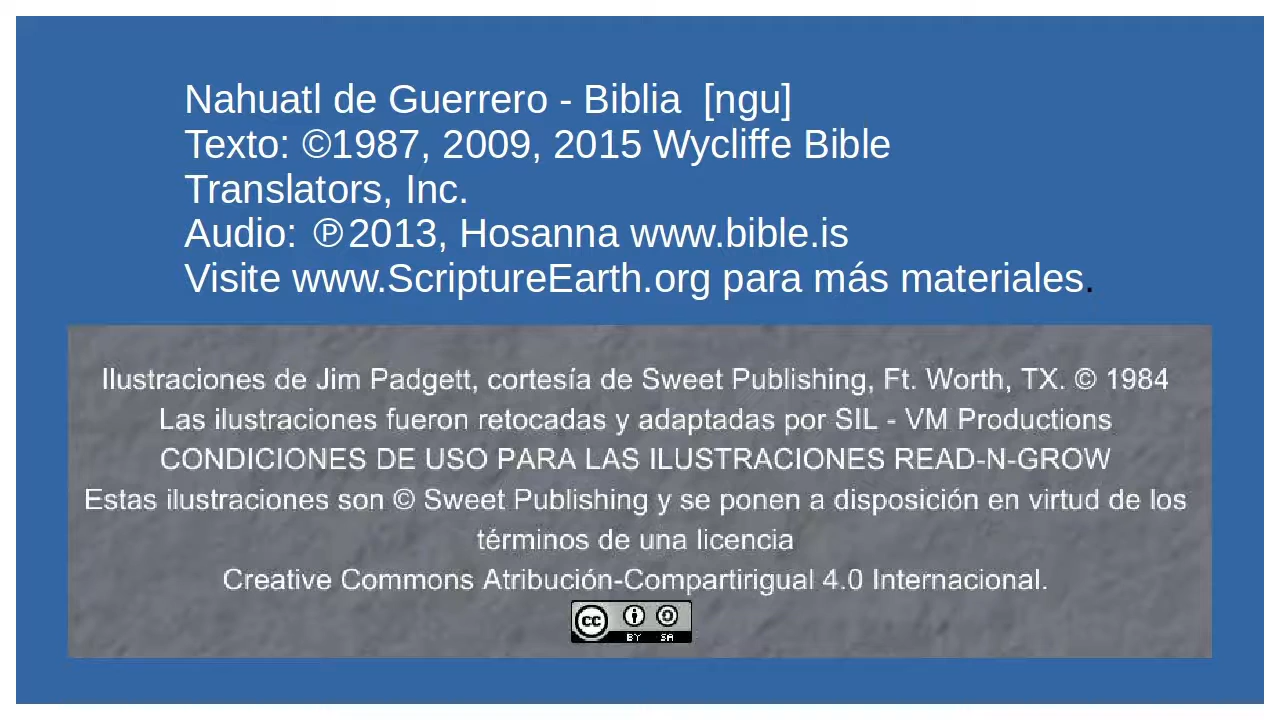 Nahuatl de Guerrero - Biblia  [ngu]
Texto: ©1987, 2009, 2015 Wycliffe Bible
Translators, Inc.
Audio: ℗2013, Hosanna www.bible.is
Visite www.ScriptureEarth.org para más materiales.
Ilustraciones de Jim Padgett, cortesía de Sweet Publishing, Ft. Worth, TX. © 1984
Las ilustraciones fueron retocadas y adaptadas por SIL - VM Productions
CONDICIONES DE USO PARA LAS ILUSTRACIONES READ-N-GROW
Estas ilustraciones son © Sweet Publishing y se ponen a disposición en virtud de los
términos de una licencia
Creative Commons Atribución-Compartirigual 4.0 Internacional.
cc
BY SA